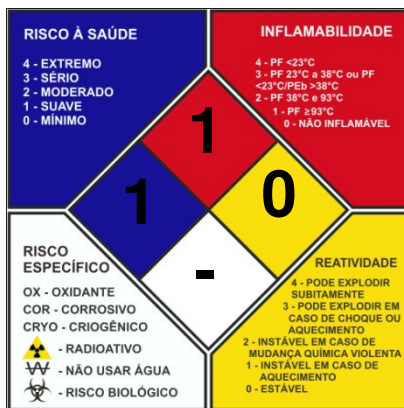 RISCO À SAÚDE
4 - EXTREMO
3 - SÉRIO
2 - MODERADO
1 - SUAVE
0 - MÍNIMO
INFLAMABILIDADE
4 - PF <23°C
3 - PF 23°C a 38°C ou PF
<23°C/PEb >38°C
2 - PF 38°C e 93°C
1 - PF ≥93°C
0 - NÃO INFLAMÁVEL
1
1
0
-
RISCO
ESPECÍFICO
OX - OXIDANTE
COR - CORROSIVO
CRYO - CRIOGÊNICO
- RADIOATIVO
W - NÃO USAR ÁGUA
- RISCO BIOLÓGICO
REATIVIDADE
4 - PODE EXPLODIR
SUBITAMENTE
3 - PODE EXPLODIR EM
CASO DE CHOQUE OU
AQUECIMENTO
2 - INSTÁVEL EM CASO DE
MUDANÇA QUÍMICA VIOLENTA
1 - INSTÁVEL EM CASO DE
AQUECIMENTO
0 - ESTÁVEL